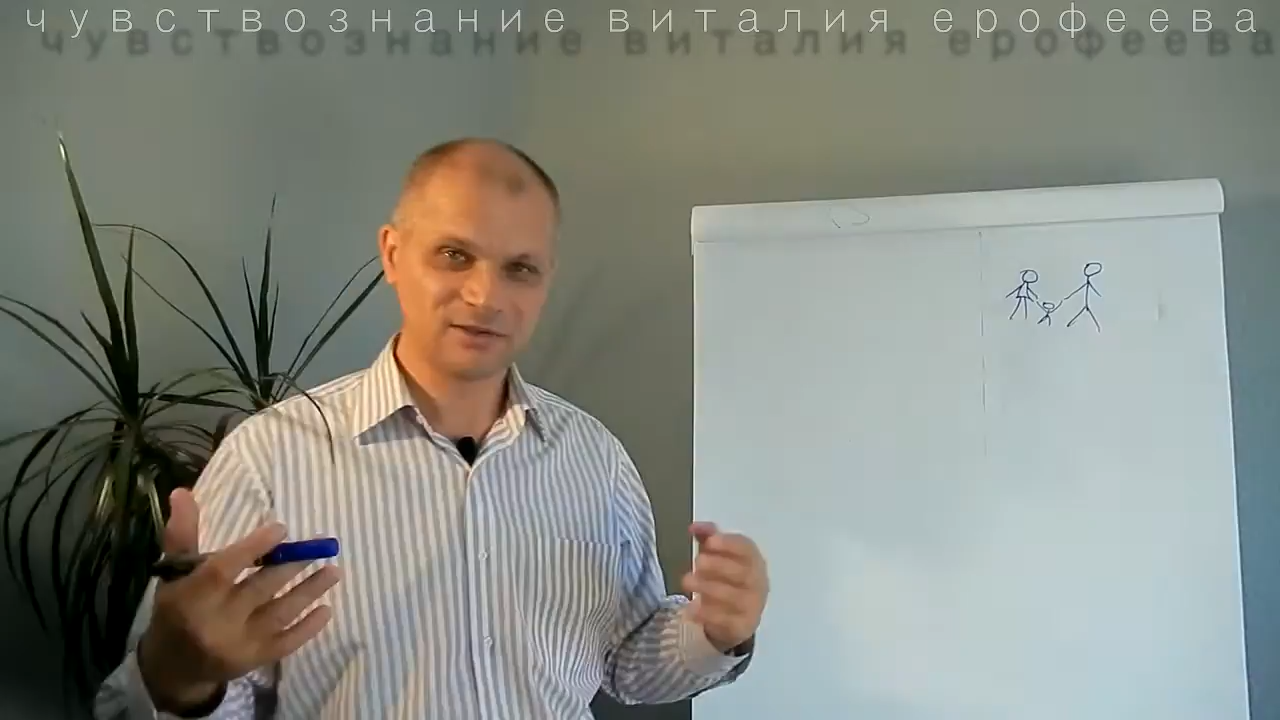 чувствознание виталия ерофеева